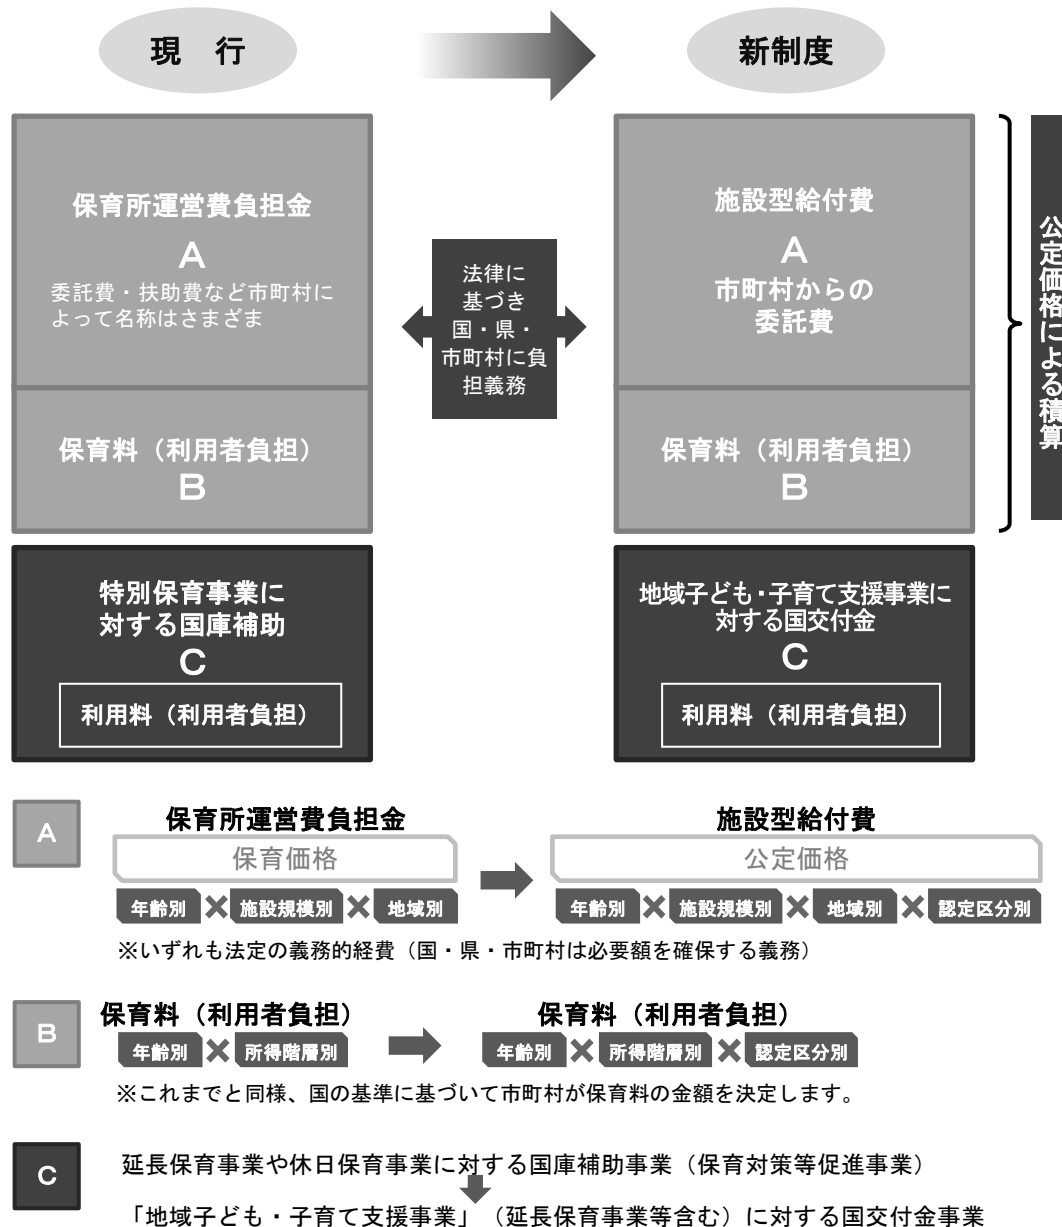 現　行
新制度
保育所運営費負担金
A
委託費・扶助費など市町村に
よって名称はさまざま
保育料（利用者負担）
B
特別保育事業に
対する国庫補助
C
利用料（利用者負担）
法律に
基づき
国・県・
市町村に負
担義務
施設型給付費
A
市町村からの
委託費
保育料（利用者負担）
B
地域子ども・子育て支援事業に
対する国交付金
C
利用料（利用者負担）
公定価格による積算
A
保育所運営費負担金
保育価格
年齢別×施設規模別×地域別
施設型給付費
公定価格
年齢別×施設規模別×地域別×認定区分別
※いずれも法定の義務的経費（国・県・市町村は必要額を確保する義務）
B
保育料（利用者負担）
年齢別×所得階層別
保育料（利用者負担）
年齢別×所得階層別×認定区分別
※これまでと同様、国の基準に基づいて市町村が保育料の金額を決定します。
C
延長保育事業や休日保育事業に対する国庫補助事業（保育対策等促進事業）
「地域子ども・子育て支援事業」（延長保育事業等含む）に対する国交付金事業